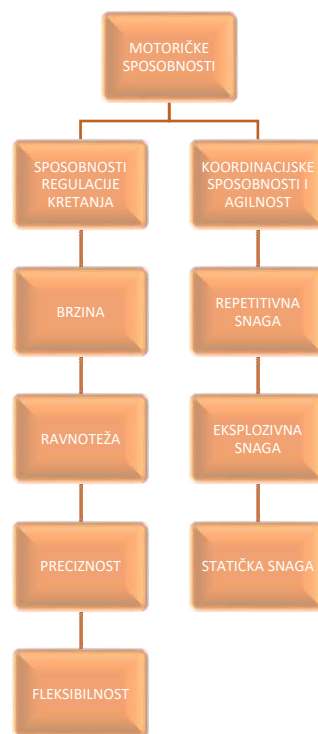 MOTORIČKE
SPOSOBNOSTI
SPOSOBNOSTI
REGULACIJE
KRETANJA
BRZINA
RAVNOTEŽA
PRECIZNOST
FLEKSIBILNOST
KOORDINACIJSKE
SPOSOBNOSTI I
AGILNOST
REPETITIVNA
SNAGA
EKSPLOZIVNA
SNAGA
STATIČKA SNAGA